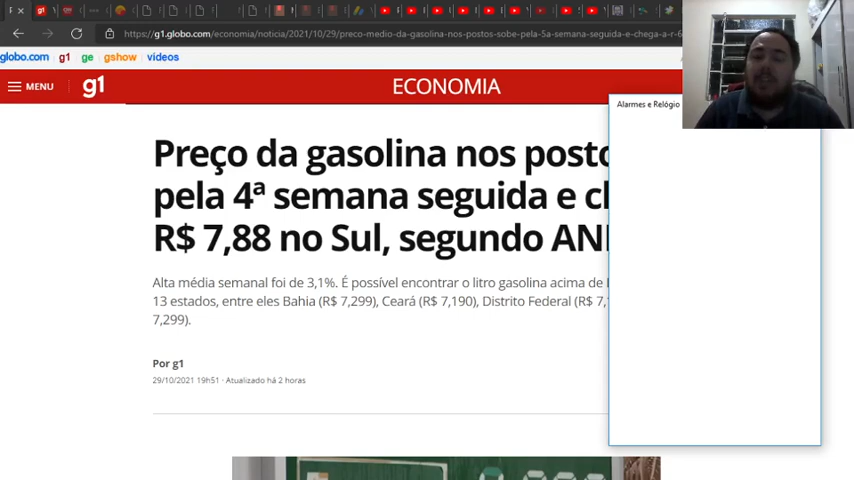 https://g1.globo.com/economia/noticia/2021/10/29/preco-medio-da-gasolina-nos-postos-sobe-pela-5a-semana-seguida-e-chega-a-r-6
globo.com g1 ge gshow vídeos
MENU g1 ECONOMIA
Alarmes e Relógio
Preço da gasolina nos posto
pela 4ª semana seguida e c
R$ 7,88 no Sul, segundo AN
Alta média semanal foi de 3,1%. É possível encontrar o litro gasolina acima de
13 estados, entre eles Bahia (R$ 7,299), Ceará (R$ 7,190), Distrito Federal (R$ 7,
7,299).
Por g1
29/10/2021 19h51 · Atualizado há 2 horas